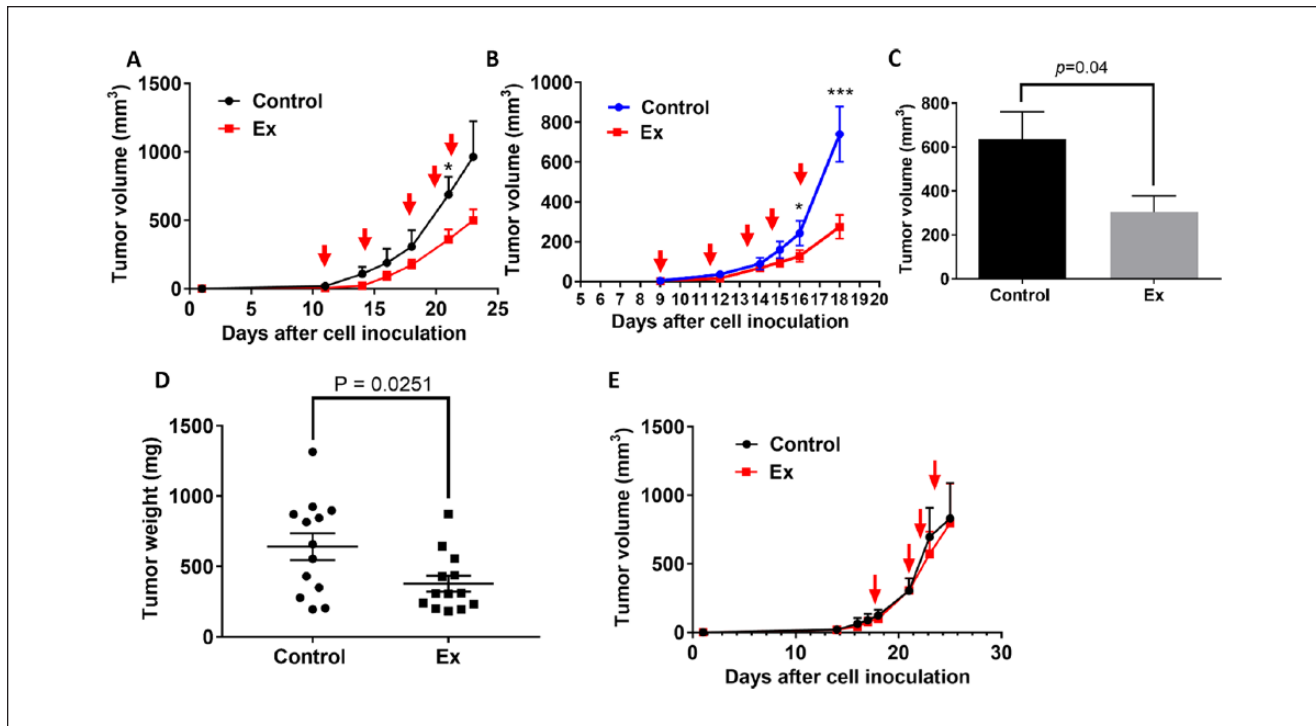 A
Tumor volume (mm³)
1500
1000
500
0
Control
Ex
*
0 5 10 15 20 25
Days after cell inoculation
B
Tumor volume (mm³)
1000
800
600
400
200
0
Control
Ex
*
***
5 6 7 8 9 10 11 12 13 14 15 16 17 18 19 20
Days after cell inoculation
C
p=0.04
Tumor volume (mm³)
800
600
400
200
0
Control Ex
D
P = 0.0251
Tumor weight (mg)
1500
1000
500
0
Control Ex
E
Tumor volume (mm³)
1500
1000
500
0
Control
Ex
0 10 20 30
Days after cell inoculation